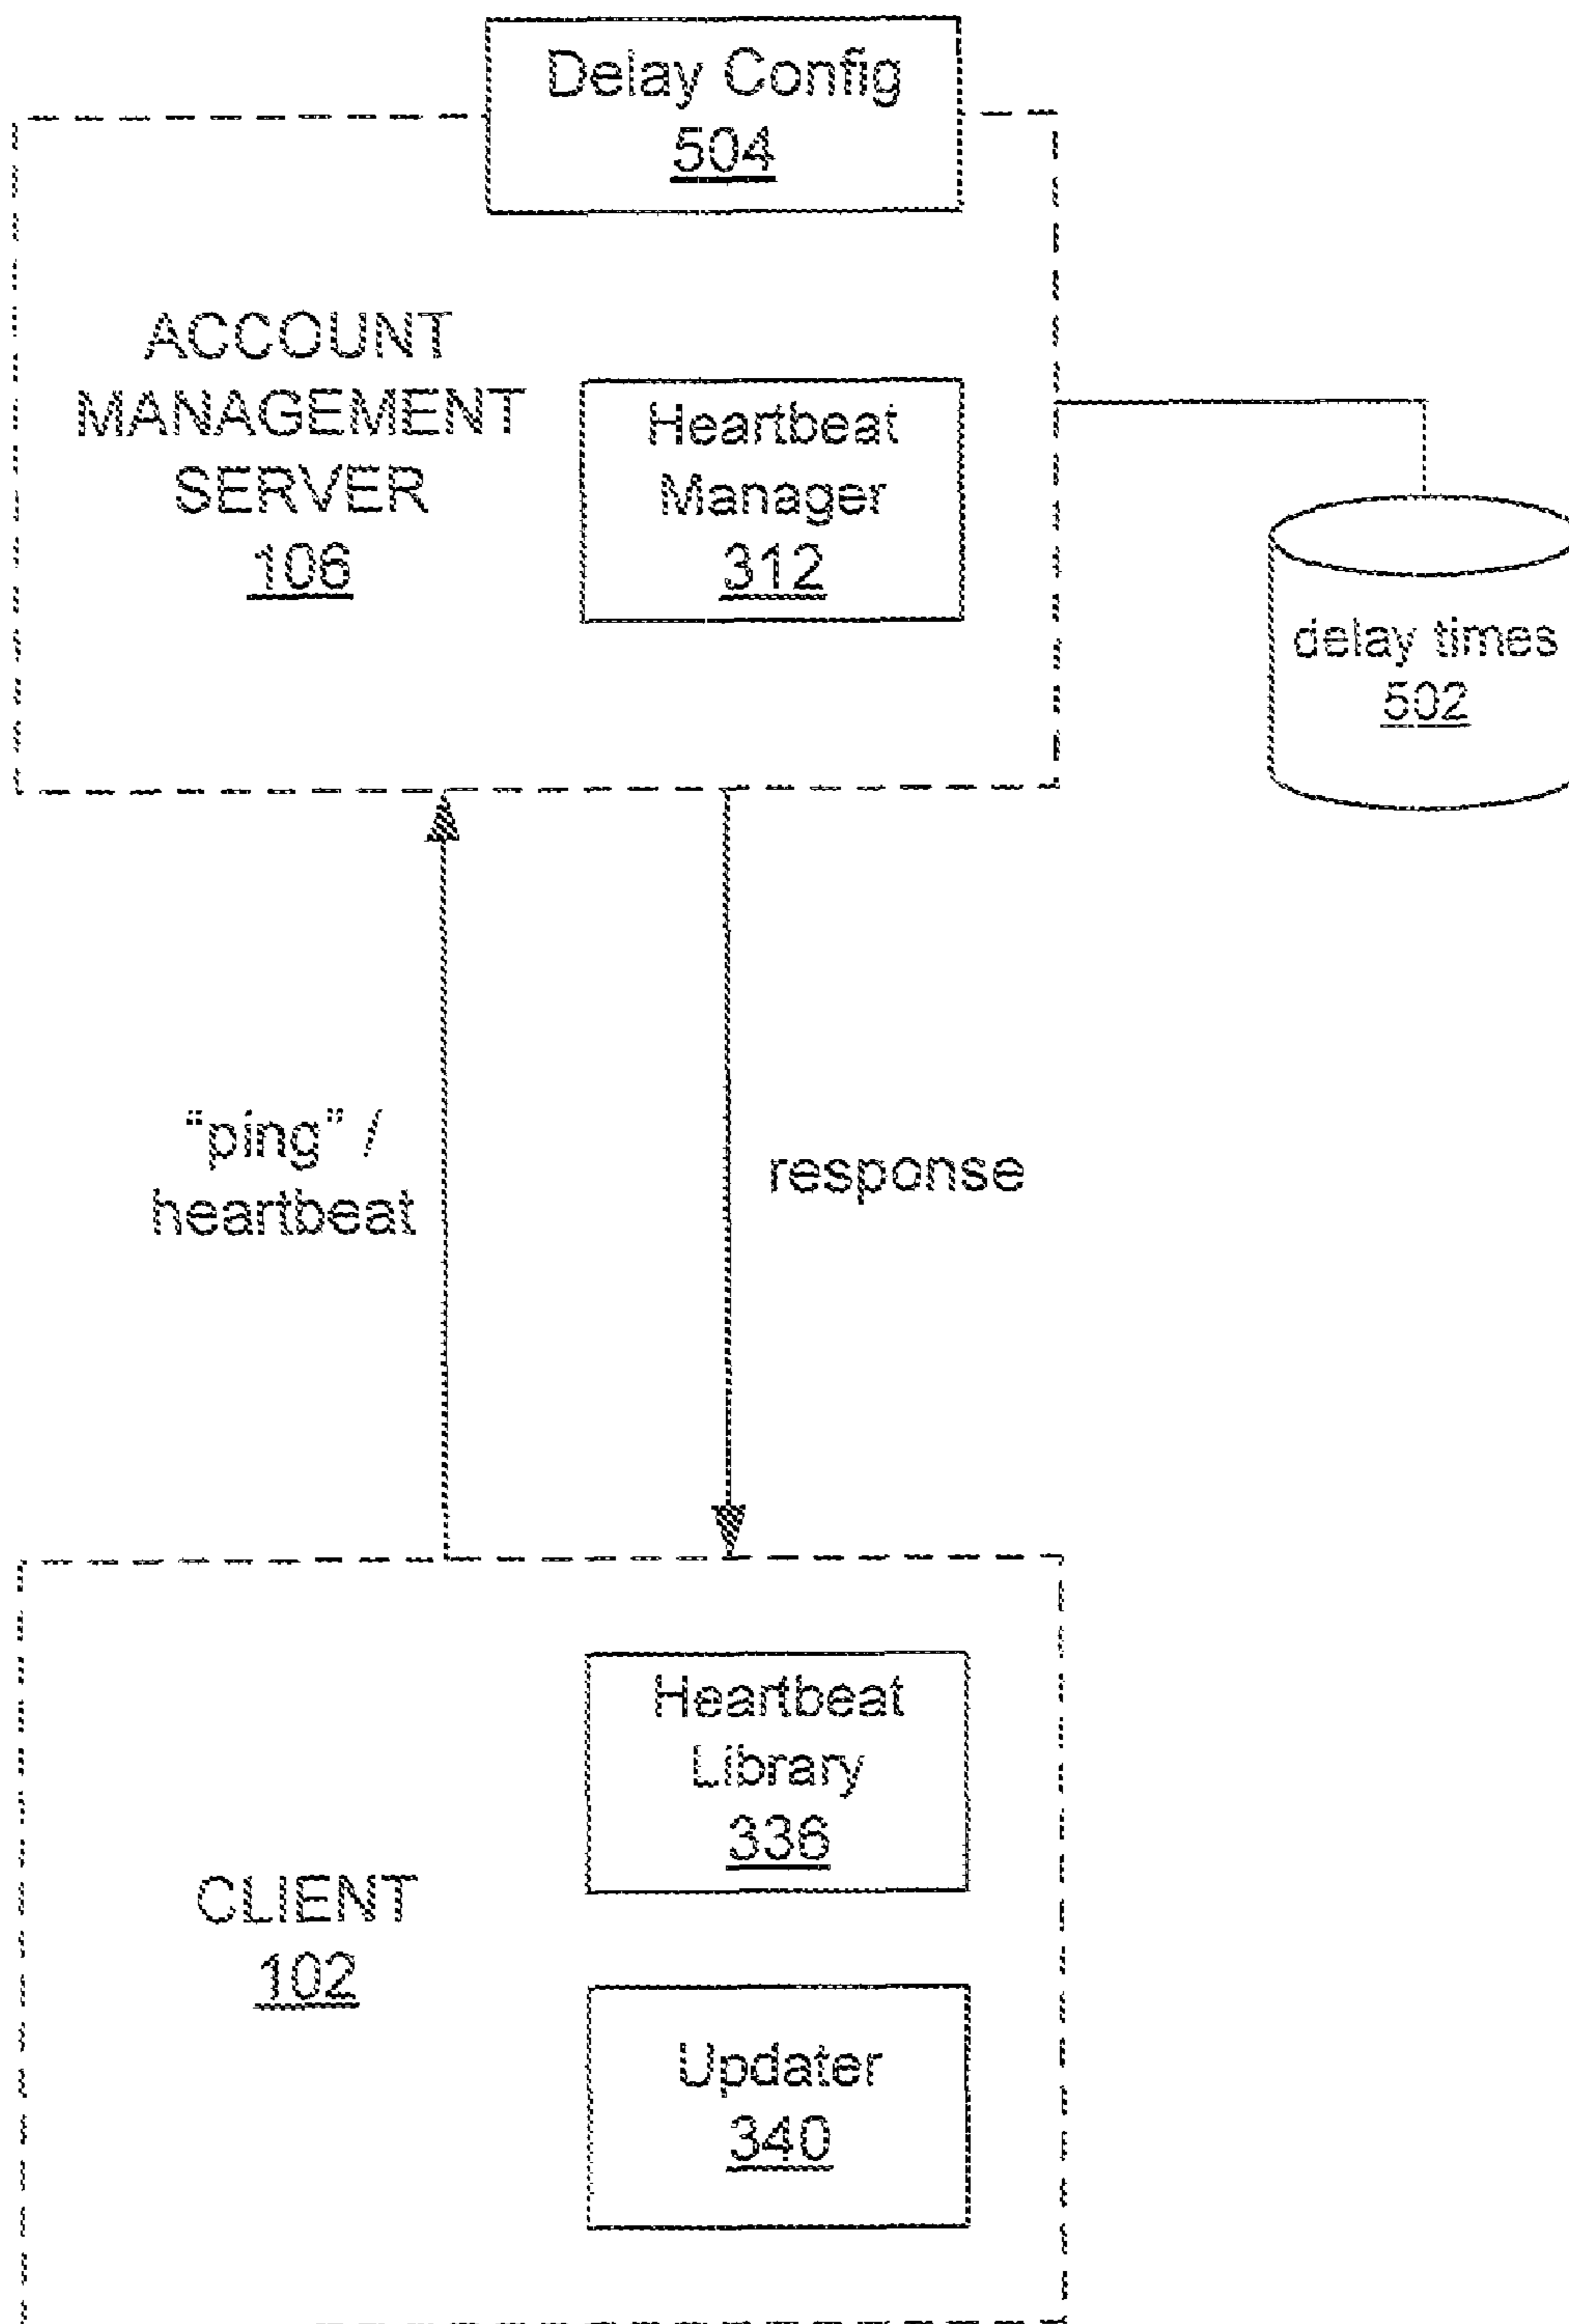 Delay Config
504
ACCOUNT
MANAGEMENT
SERVER
106
Heartbeat
Manager
312
delay times
502
“ping” /
heartbeat
response
Heartbeat
Library
336
CLIENT
102
Updater
340